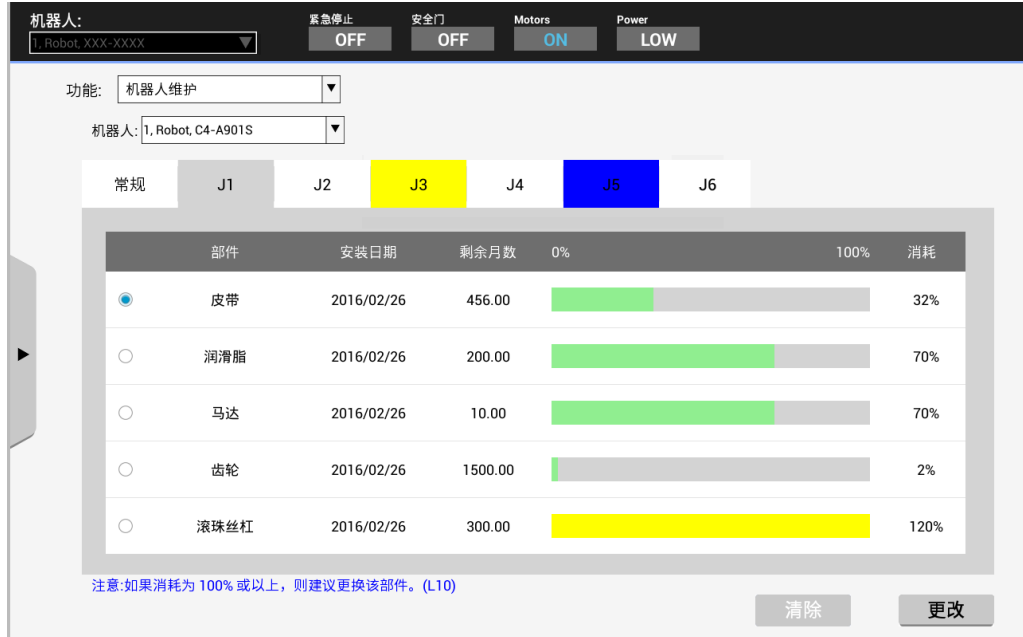 机器人: 紧急停止 安全门 Motors Power
1, Robot, XXX-XXXX OFF OFF ON LOW
功能: 机器人维护
机器人: 1, Robot, C4-A901S
常规 J1 J2 J3 J4 J5 J6
部件 安装日期 剩余月数 0% 100% 消耗
皮带 2016/02/26 456.00 32%
润滑脂 2016/02/26 200.00 70%
马达 2016/02/26 10.00 70%
齿轮 2016/02/26 1500.00 2%
滚珠丝杠 2016/02/26 300.00 120%
注意:如果消耗为 100% 或以上，则建议更换该部件。(L10)
清除 更改